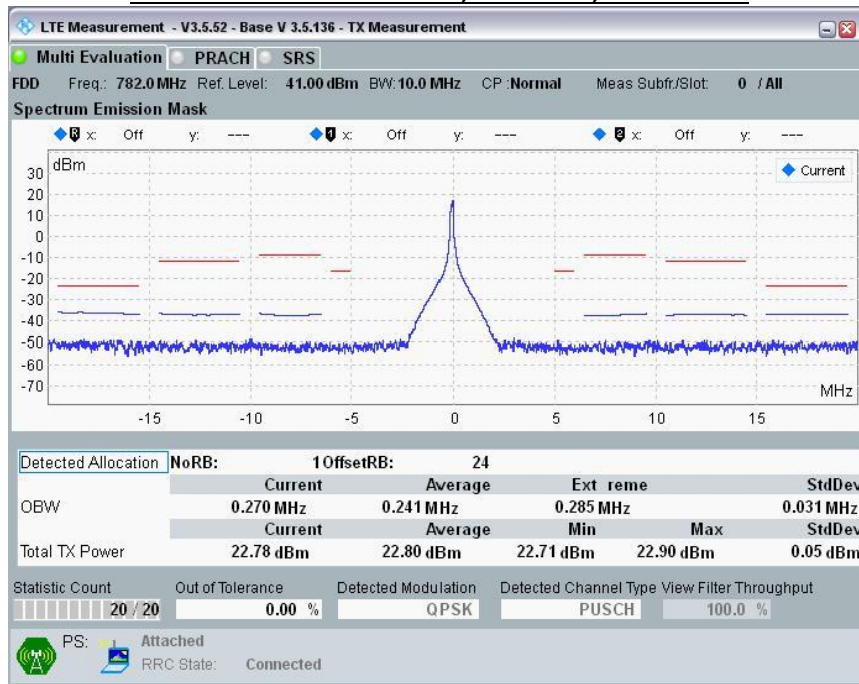 LTE Measurement - V3.5.52 - Base V 3.5.136 - TX Measurement
Multi Evaluation PRACH SRS
FDD Freq.: 782.0 MHz Ref. Level: 41.00 dBm BW: 10.0 MHz CP :Normal Meas Subfr./Slot: 0 / All
Spectrum Emission Mask
R x: Off y: --- 1 x: Off y: --- 2 x: Off y: ---
dBm
Current
30
20
10
0
-10
-20
-30
-40
-50
-60
-70
MHz
-15 -10 -5 0 5 10 15
Detected Allocation NoRB: 1 OffsetRB: 24
Current Average Ext reme StdDev
OBW 0.270 MHz 0.241 MHz 0.285 MHz 0.031 MHz
Current Average Min Max StdDev
Total TX Power 22.78 dBm 22.80 dBm 22.71 dBm 22.90 dBm 0.05 dBm
Statistic Count Out of Tolerance Detected Modulation Detected Channel Type View Filter Throughput
20 / 20 0.00 % QPSK PUSCH 100.0 %
PS: Attached
RRC State: Connected